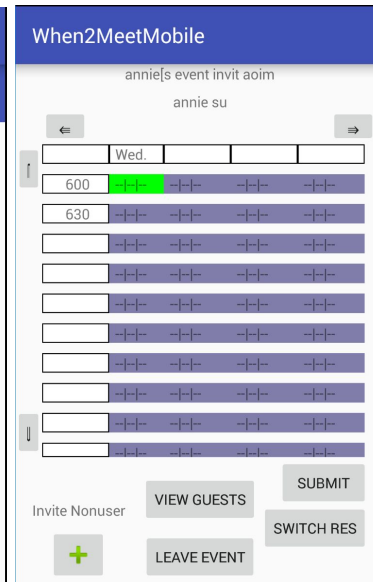 When2MeetMobile
annie[s event invit aoim
annie su
⇐ ⇒
Wed.
600 --|--|-- --|--|-- --|--|-- --|--|--
630 --|--|-- --|--|-- --|--|-- --|--|--
--|--|-- --|--|-- --|--|-- --|--|--
--|--|-- --|--|-- --|--|-- --|--|--
--|--|-- --|--|-- --|--|-- --|--|--
--|--|-- --|--|-- --|--|-- --|--|--
--|--|-- --|--|-- --|--|-- --|--|--
--|--|-- --|--|-- --|--|-- --|--|--
--|--|-- --|--|-- --|--|-- --|--|--
--|--|-- --|--|-- --|--|-- --|--|--
SUBMIT
VIEW GUESTS
Invite Nonuser
SWITCH RES
+
LEAVE EVENT